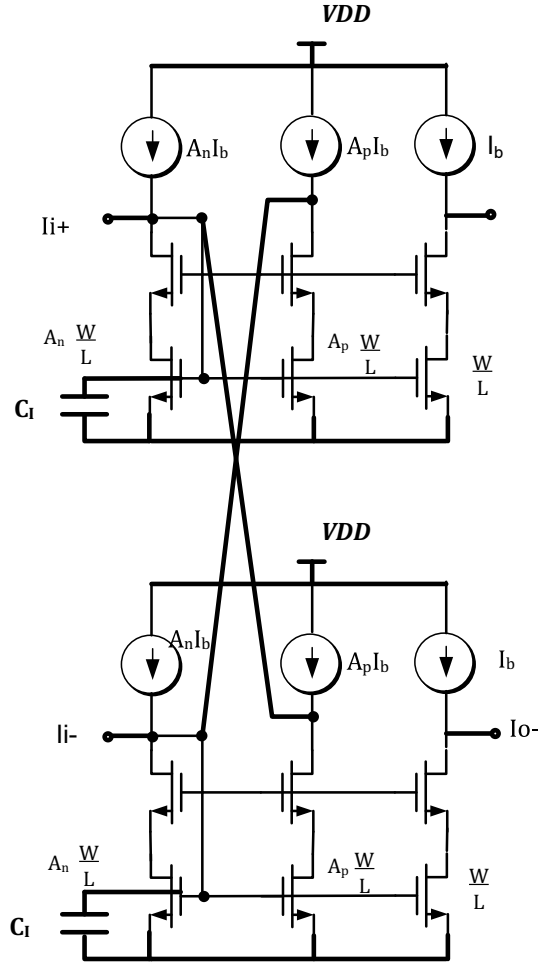 VDD
AnIb
ApIb
Ib
Ii+
An W/L
Ap W/L
W/L
CI
VDD
AnIb
ApIb
Ib
Ii-
Io-
An W/L
Ap W/L
W/L
CI